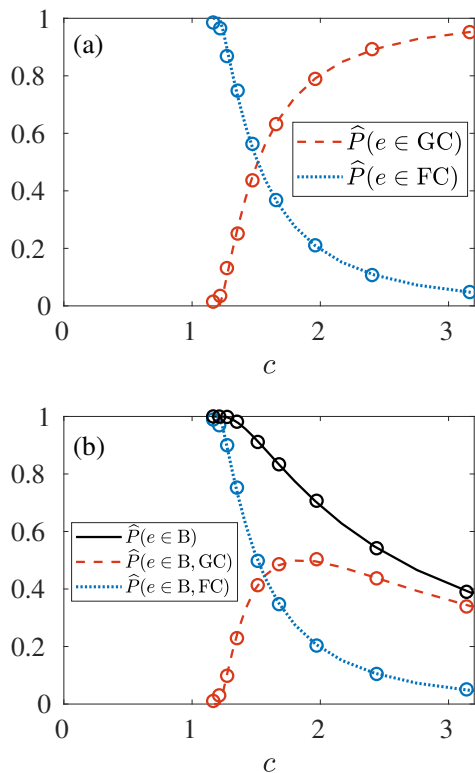 1
(a)
0.8
0.6
P̂(e ∈ GC)
P̂(e ∈ FC)
0.4
0.2
0
0 1 2 3
c
1
(b)
0.8
0.6
P̂(e ∈ B)
P̂(e ∈ B, GC)
P̂(e ∈ B, FC)
0.4
0.2
0
0 1 2 3
c